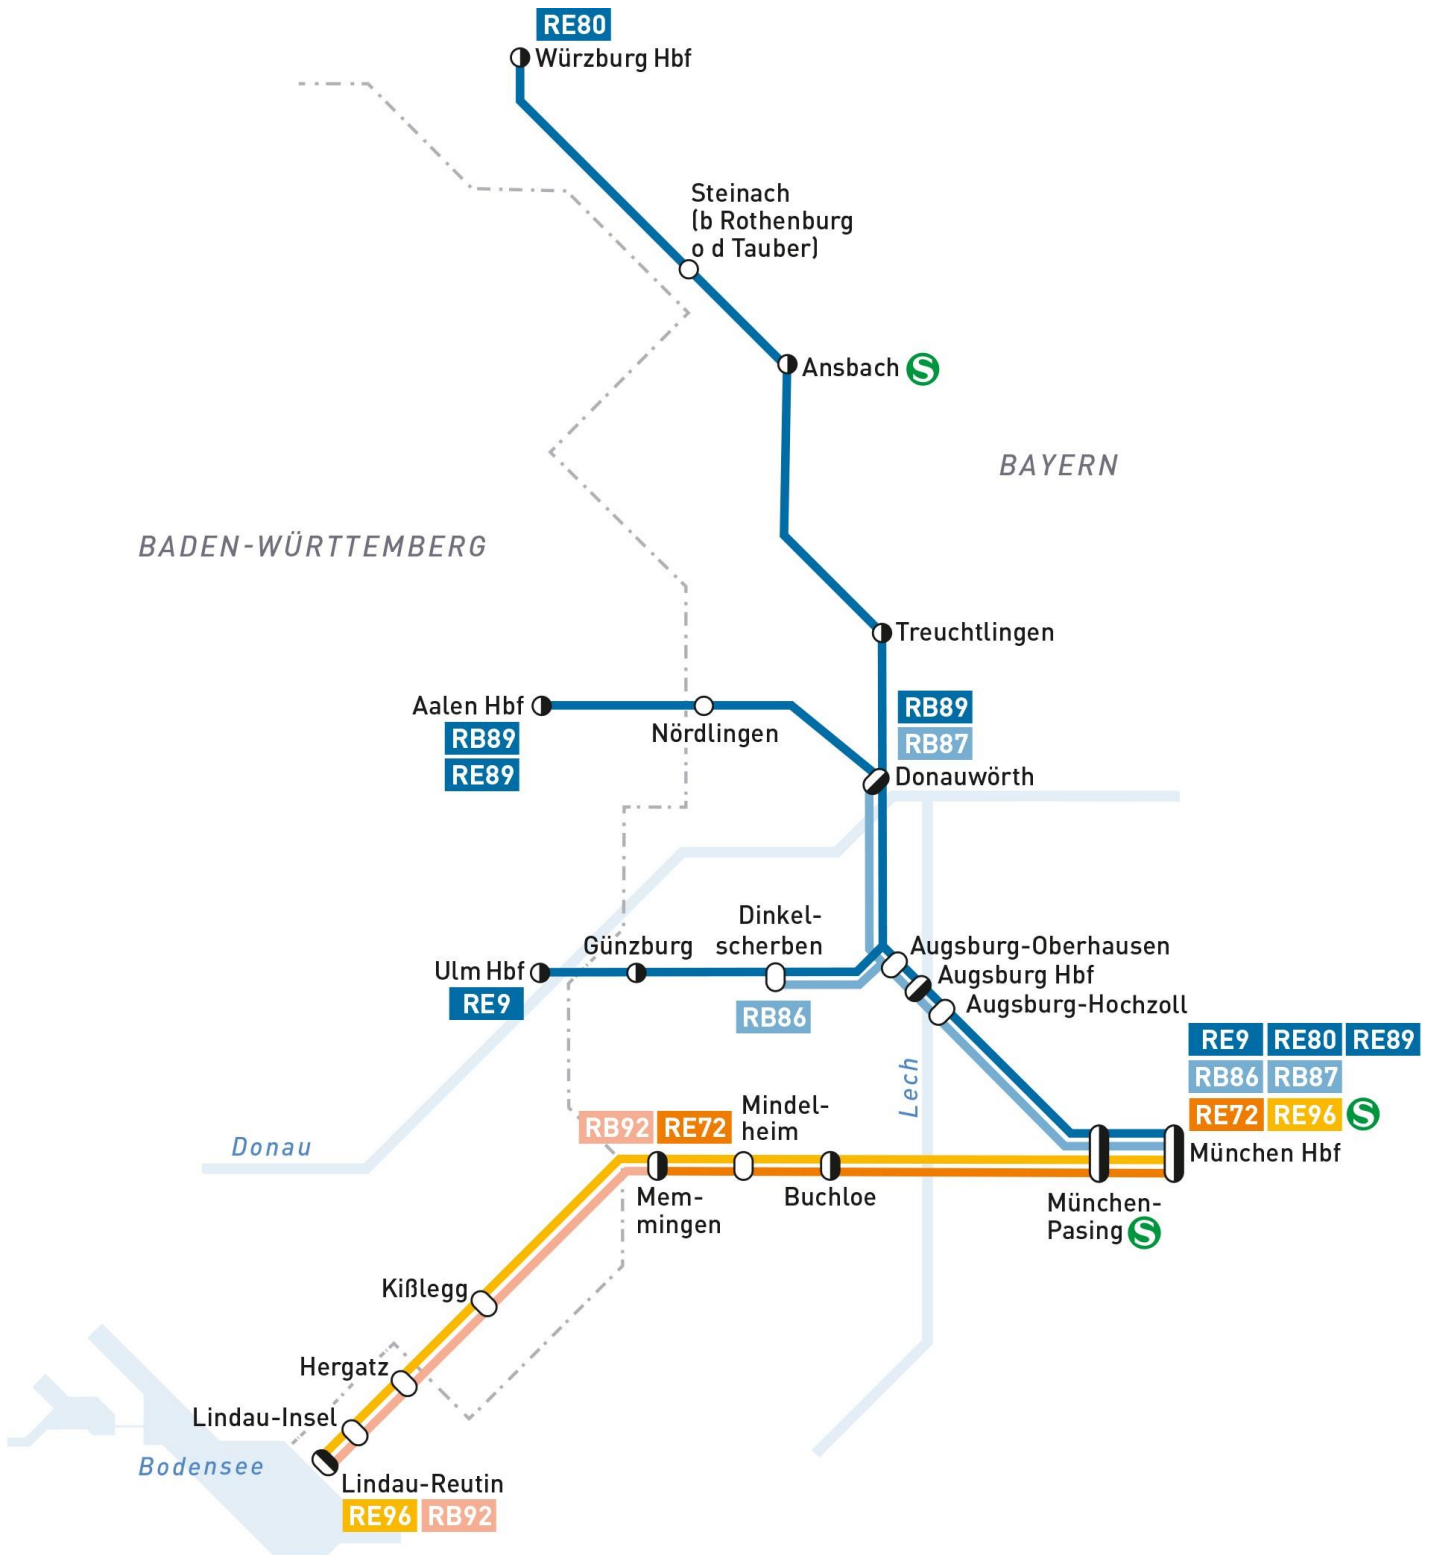 RE80
Würzburg Hbf
Steinach
(b Rothenburg
o d Tauber)
Ansbach S
BAYERN
BADEN-WÜRTTEMBERG
Treuchtlingen
Aalen Hbf
RB89
RE89
Nördlingen
RB89
RB87
Donauwörth
Dinkel-
scherben
Günzburg
Ulm Hbf
RE9
RB86
Augsburg-Oberhausen
Augsburg Hbf
Augsburg-Hochzoll
RE9 RE80 RE89
RB86 RB87
RE72 RE96 S
München Hbf
Lech
Donau
RB92 RE72
Mindel-
heim
Mem-
mingen
Buchloe
München-
Pasing S
Kißlegg
Hergatz
Lindau-Insel
Bodensee
Lindau-Reutin
RE96 RB92